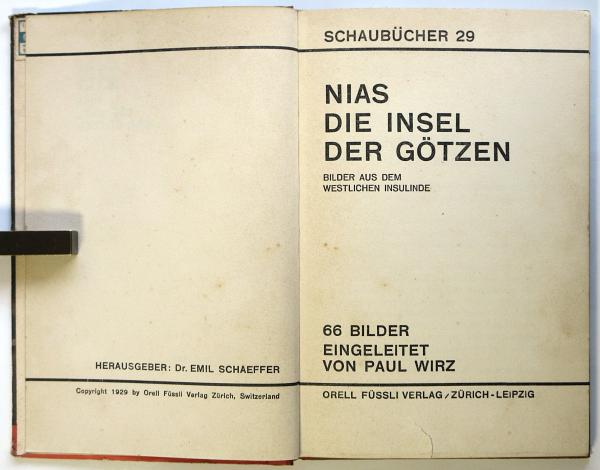 HERAUSGEBER: Dr. EMIL SCHAEFFER
Copyright 1929 by Orell Füssli Verlag Zürich, Switzerland
SCHAUBÜCHER 29
NIAS
DIE INSEL
DER GÖTZEN
BILDER AUS DEM
WESTLICHEN INSULINDE
66 BILDER
EINGELEITET
VON PAUL WIRZ
ORELL FÜSSLI VERLAG/ZÜRICH-LEIPZIG